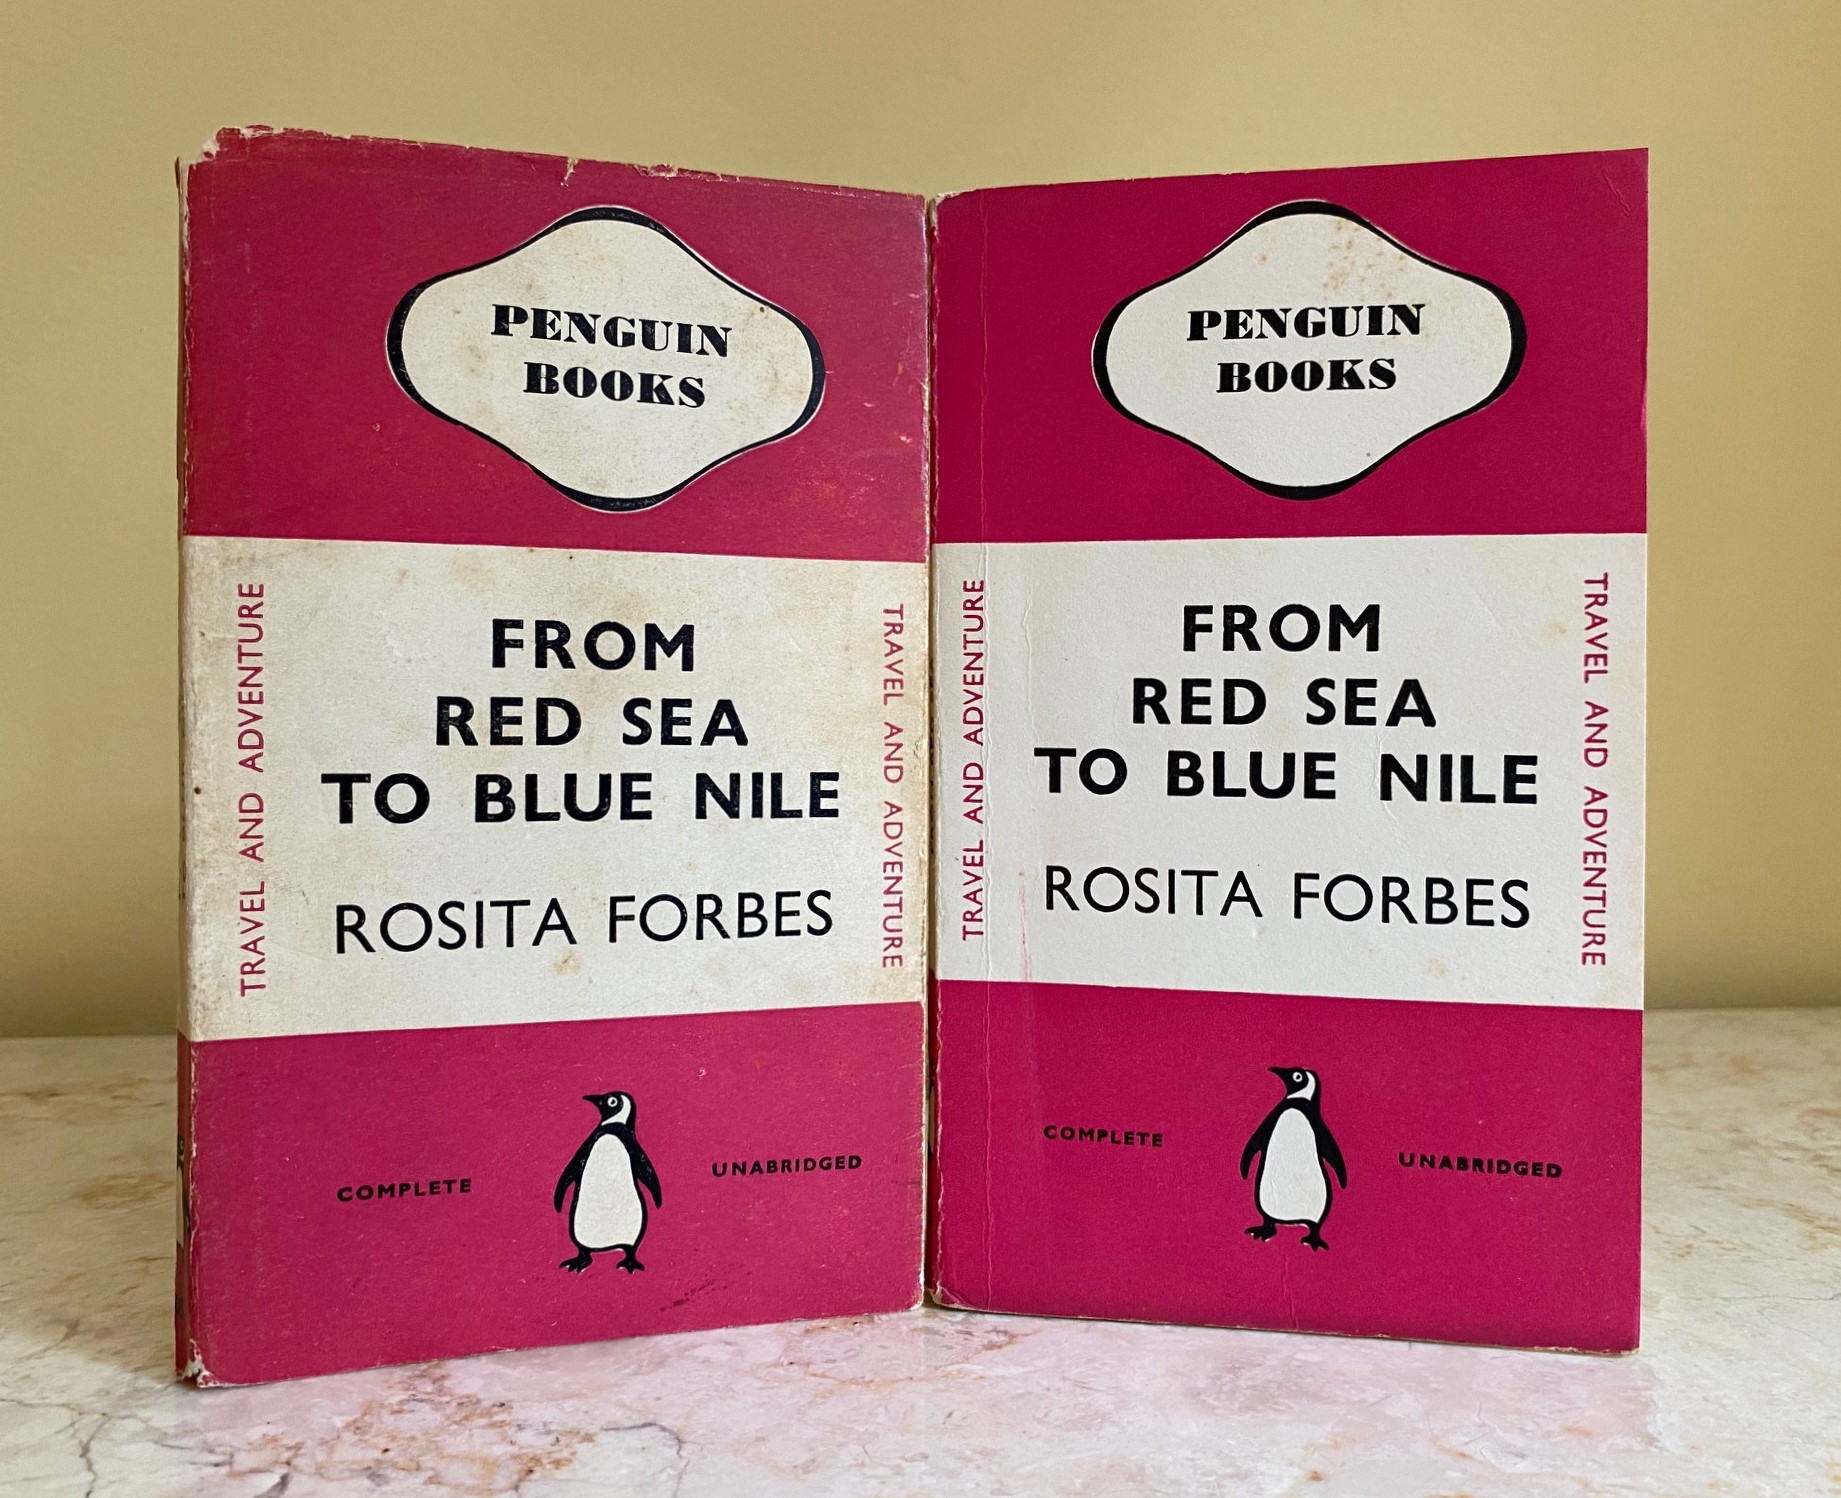 PENGUIN
BOOKS
TRAVEL AND ADVENTURE
FROM
RED SEA
TO BLUE NILE
ROSITA FORBES
TRAVEL AND ADVENTURE
COMPLETE
UNABRIDGED
PENGUIN
BOOKS
TRAVEL AND ADVENTURE
FROM
RED SEA
TO BLUE NILE
ROSITA FORBES
TRAVEL AND ADVENTURE
COMPLETE
UNABRIDGED